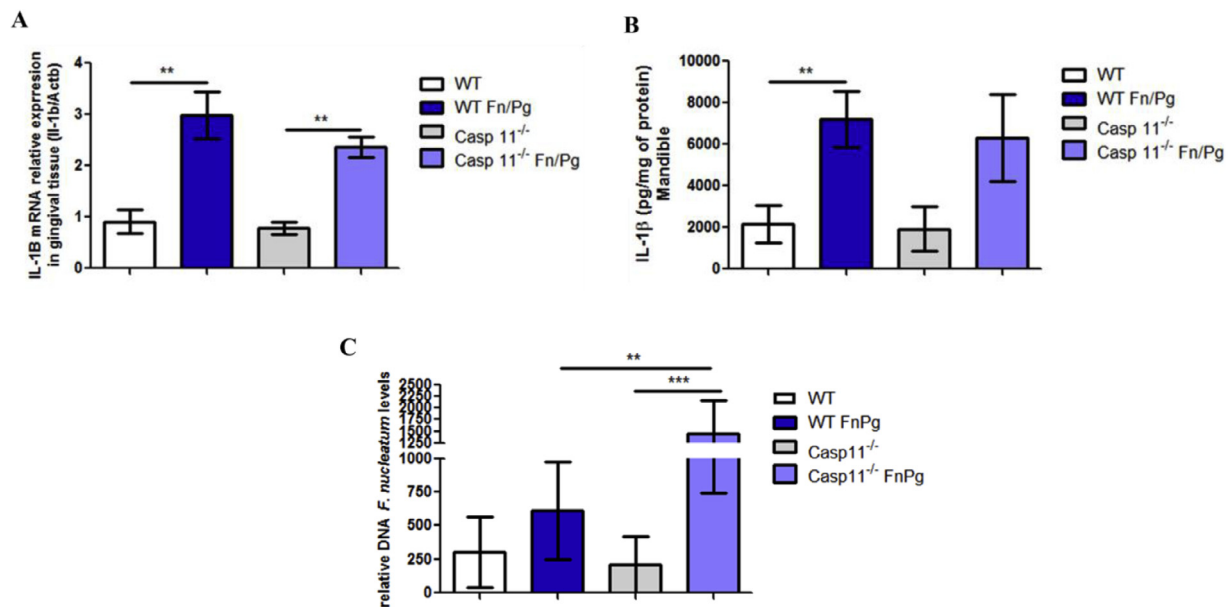 A
IL-1B mRNA relative exprression
in gingival tissue (Il-1b/Actb)
4
3
2
1
0
**
**
WT
WT Fn/Pg
Casp 11-/-
Casp 11-/- Fn/Pg
B
IL-1β (pg/mg of protein)
Mandible
10000
8000
6000
4000
2000
0
**
WT
WT Fn/Pg
Casp 11-/-
Casp 11-/- Fn/Pg
C
relative DNA F. nucleatum levels
2500
2250
2000
1750
1500
1250
1000
750
500
250
0
**
***
WT
WT FnPg
Casp11-/-
Casp11-/- FnPg